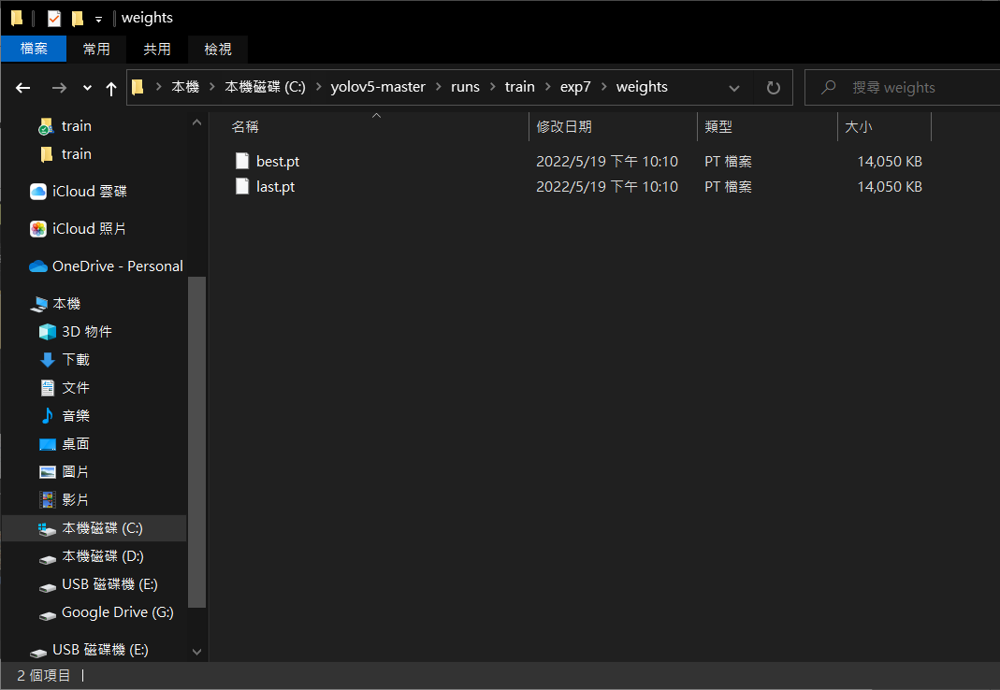 weights
檔案 常用 共用 檢視
本機 本機磁碟 (C:) yolov5-master runs train exp7 weights 搜尋 weights
train
train
iCloud 雲碟
iCloud 照片
OneDrive - Personal
本機
3D 物件
下載
文件
音樂
桌面
圖片
影片
本機磁碟 (C:)
本機磁碟 (D:)
USB 磁碟機 (E:)
Google Drive (G:)
USB 磁碟機 (E:)
名稱 修改日期 類型 大小
best.pt 2022/5/19 下午 10:10 PT 檔案 14,050 KB
last.pt 2022/5/19 下午 10:10 PT 檔案 14,050 KB
2 個項目